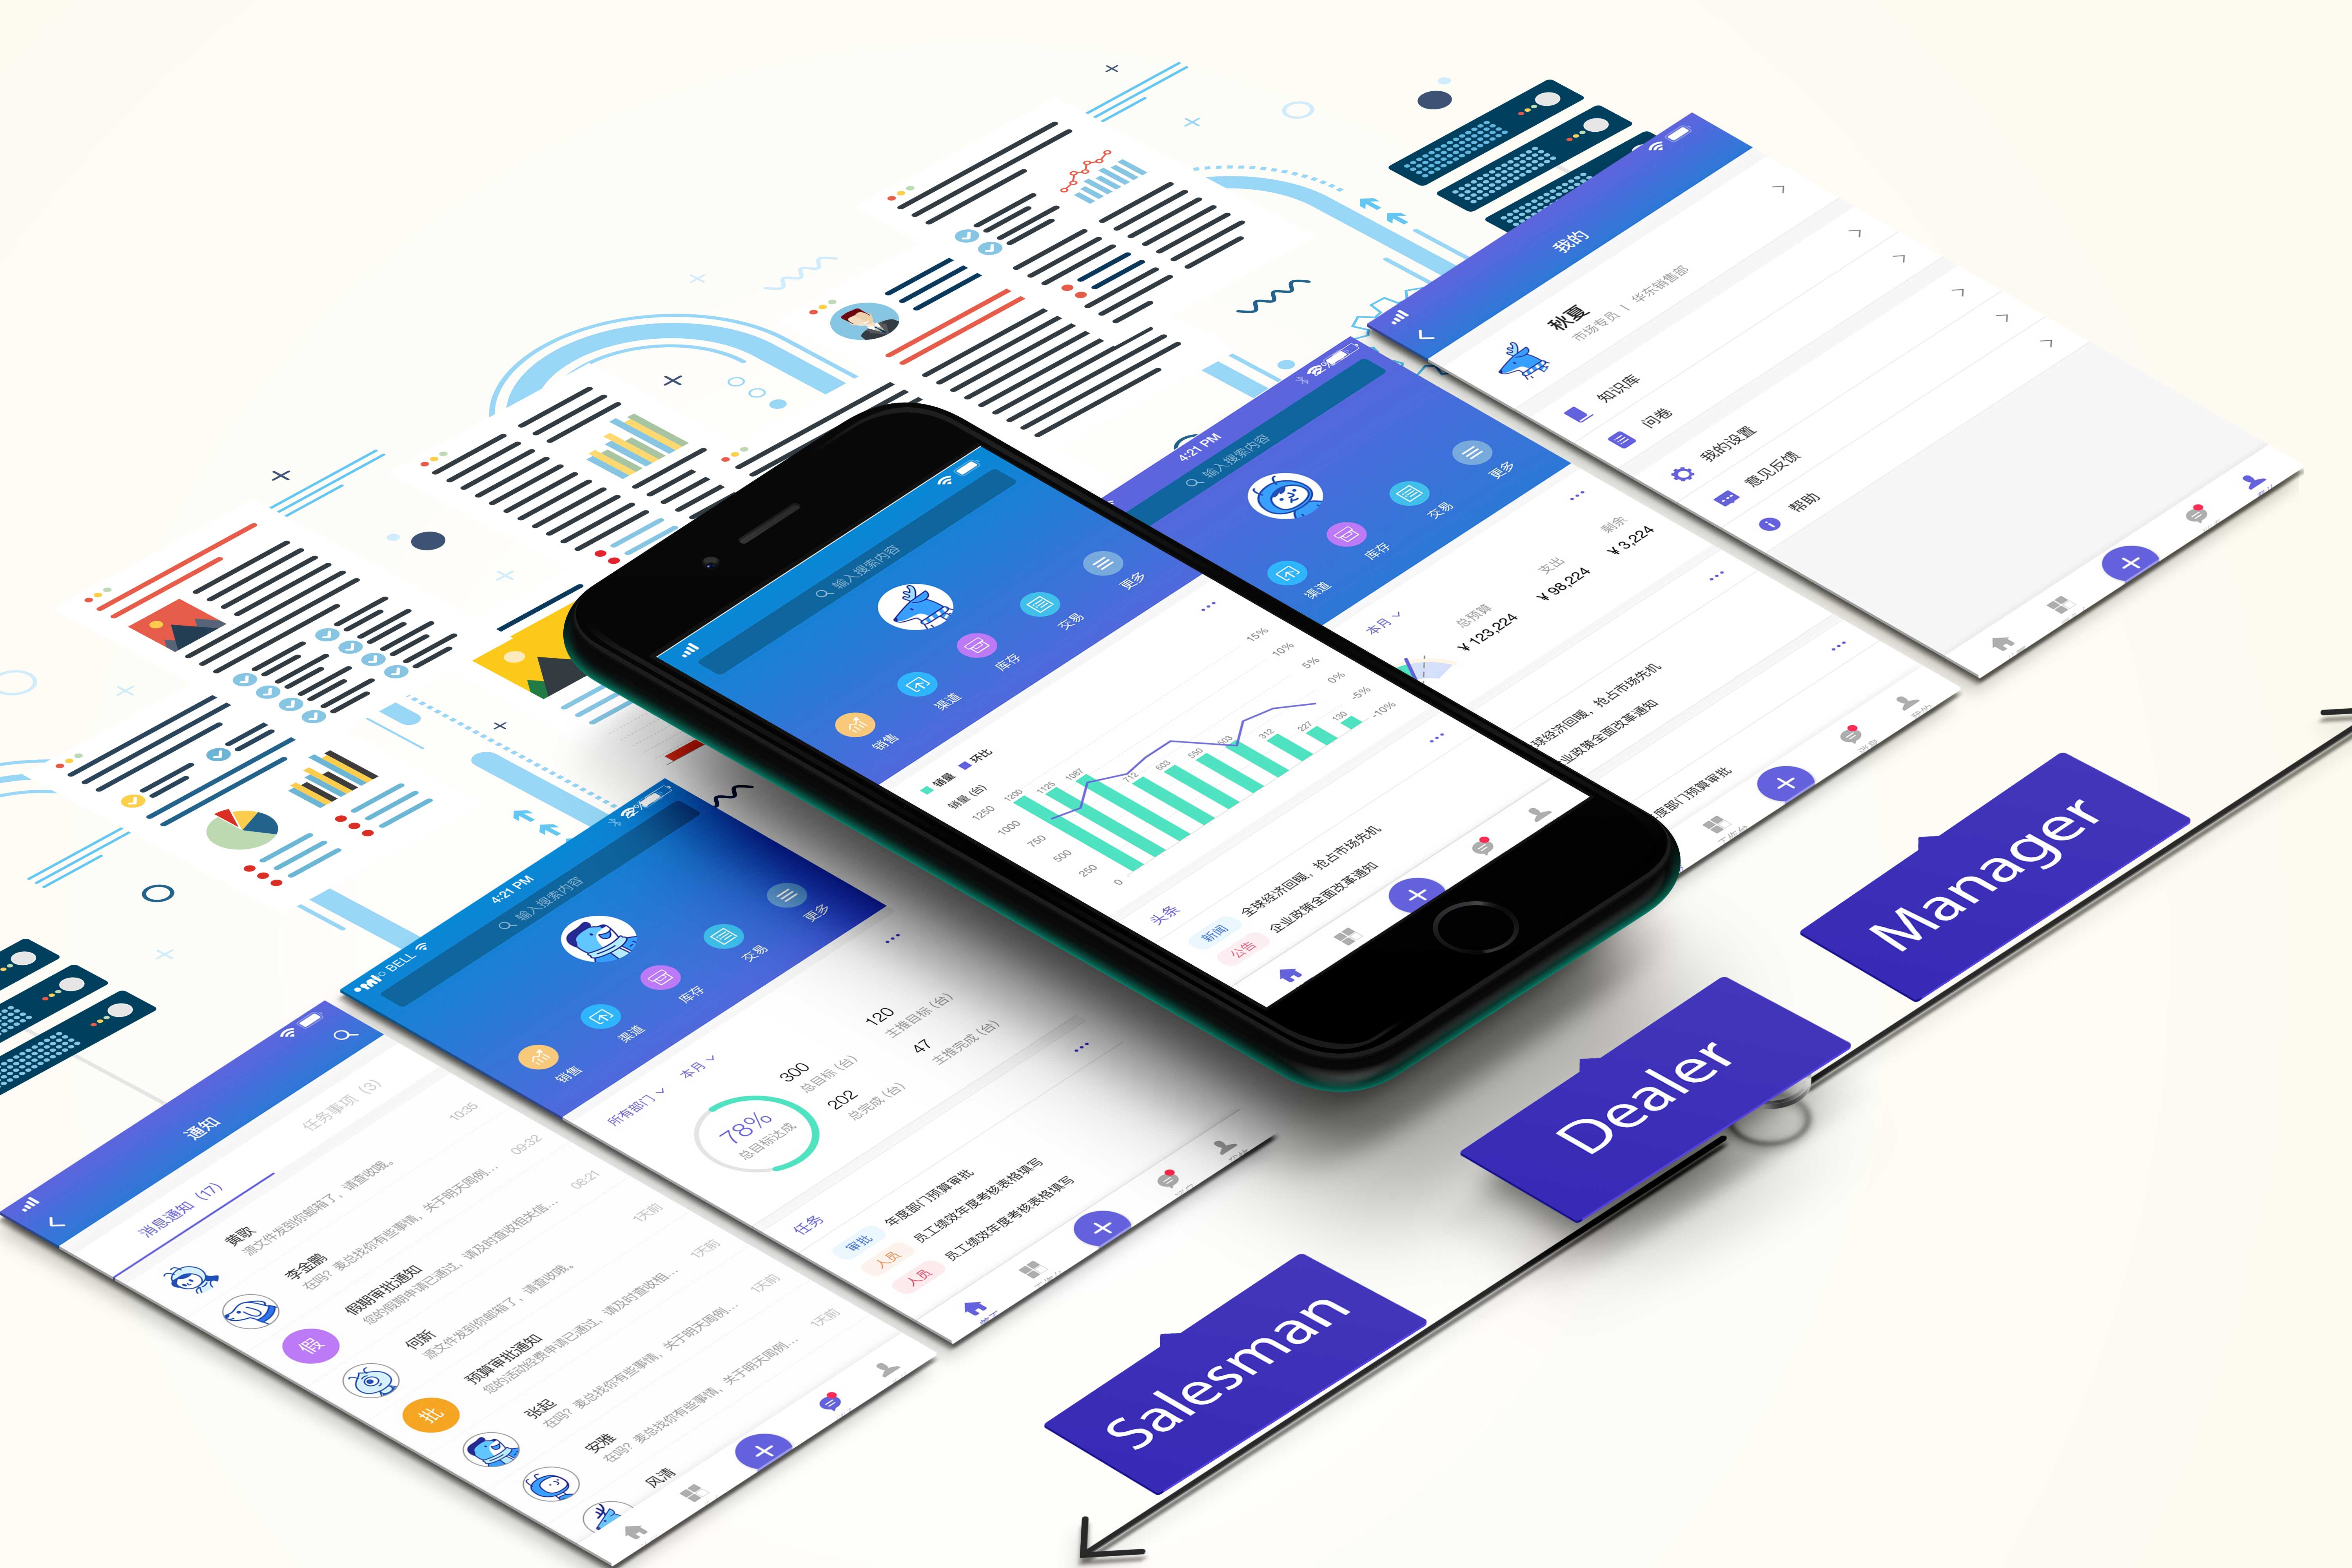 通知
消息通知 (17)
任务事项 (3)
黄歌
10:35
源文件发到你邮箱了，请查收哦。
李金鹏
09:32
在吗？麦总找你有些事情，关于明天周例...
假期审批通知
08:21
您的假期申请已通过，请及时查收相关信...
假
何新
1天前
源文件发到你邮箱了，请查收哦。
预算审批通知
1天前
您的活动经费申请已通过，请及时查收相...
批
张起
1天前
在吗？麦总找你有些事情，关于明天周例...
安雅
1天前
在吗？麦总找你有些事情，关于明天周例...
风清
BELL
4:21 PM
输入搜索内容
销售
渠道
库存
交易
更多
所有部门
本月
78%
总目标达成
300
总目标 (台)
120
主推目标 (台)
202
总完成 (台)
47
主推完成 (台)
任务
审批
年度部门预算审批
人员
员工绩效年度考核表格填写
人员
员工绩效年度考核表格填写
输入搜索内容
销售
渠道
库存
交易
更多
销量 环比
销量 (台)
1250
1000
750
500
250
0
15%
10%
5%
0%
-5%
-10%
1200
1125
1087
712
603
550
503
312
227
130
头条
新闻
全球经济回暖，抢占市场先机
公告
企业政策全面改革通知
4:21 PM
输入搜索内容
渠道
库存
交易
更多
本月
总预算
¥ 123,224
支出
¥ 98,224
剩余
¥ 3,224
球经济回暖，抢占市场先机
业政策全面改革通知
度部门预算审批
我的
秋夏
市场专员 | 华东销售部
知识库
问卷
我的设置
意见反馈
帮助
Manager
Dealer
Salesman